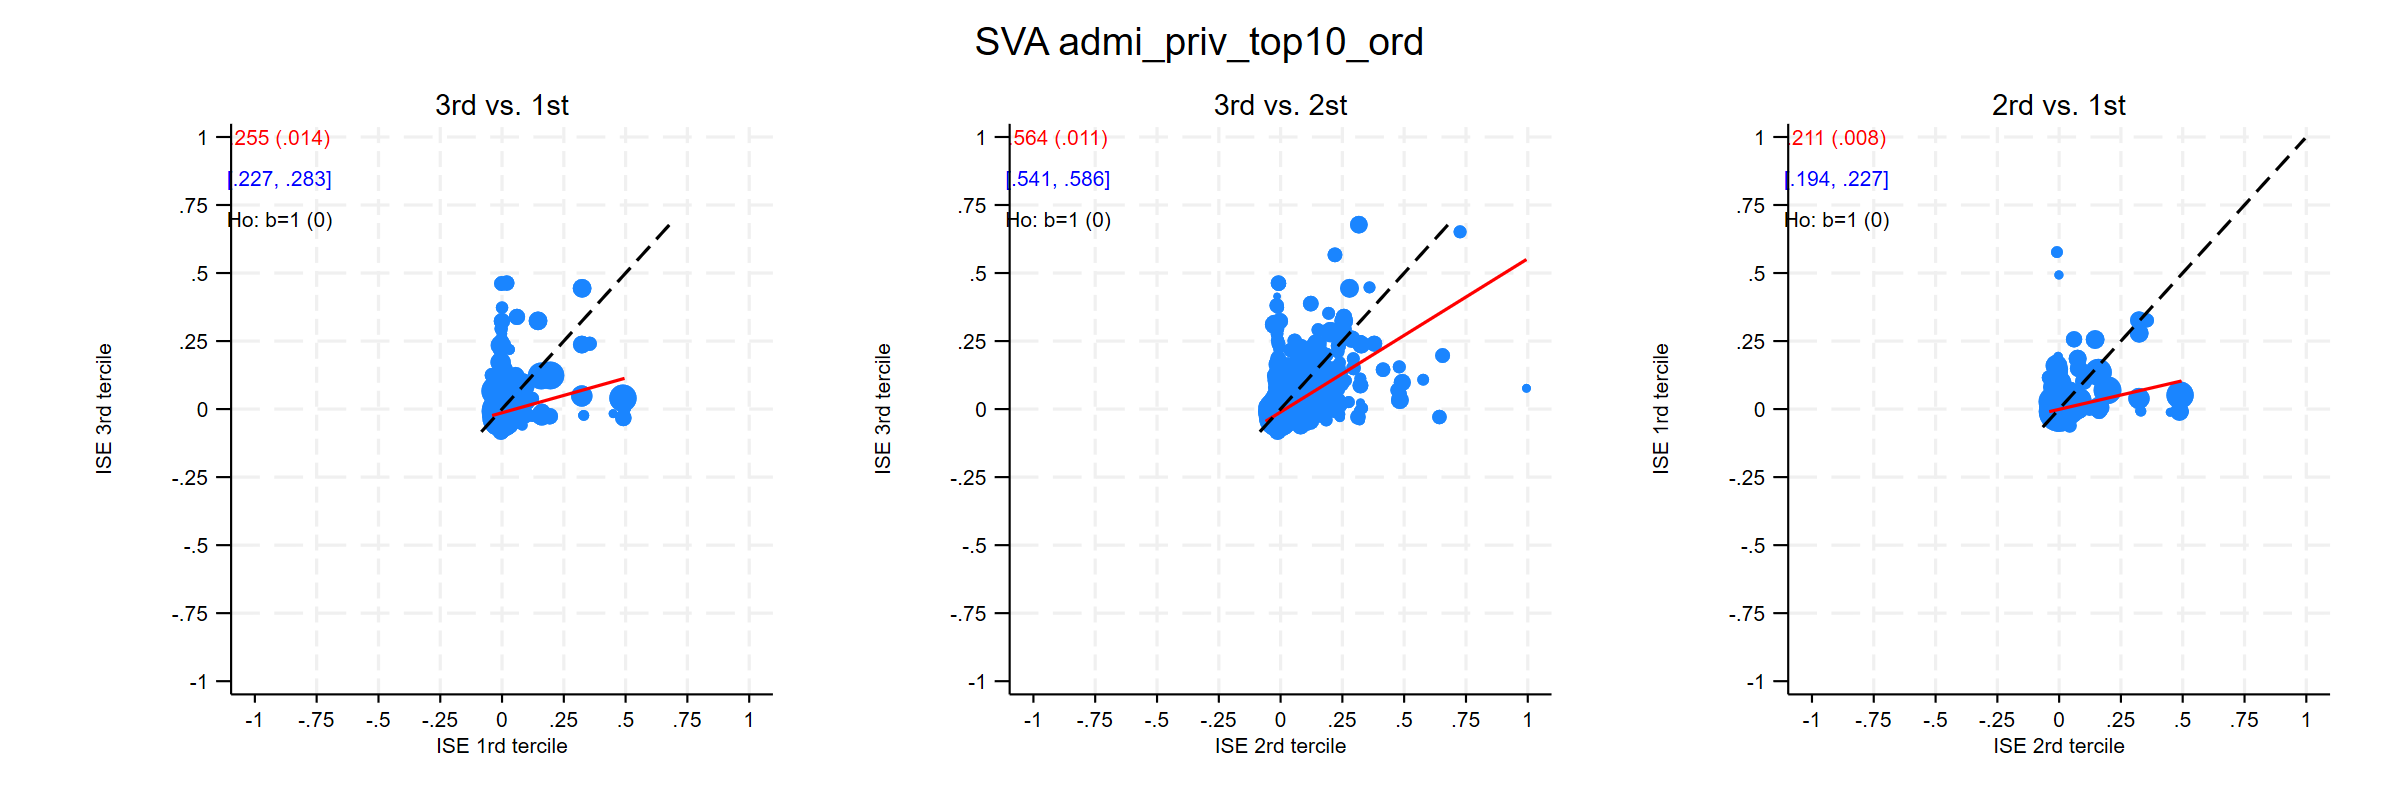 SVA admi_priv_top10_ord
3rd vs. 1st
.255 (.014)
[.227, .283]
Ho: b=1 (0)
1
.75
.5
.25
0
-.25
-.5
-.75
-1
ISE 3rd tercile
-1 -.75 -.5 -.25 0 .25 .5 .75 1
ISE 1rd tercile
3rd vs. 2st
.564 (.011)
[.541, .586]
Ho: b=1 (0)
1
.75
.5
.25
0
-.25
-.5
-.75
-1
ISE 3rd tercile
-1 -.75 -.5 -.25 0 .25 .5 .75 1
ISE 2rd tercile
2rd vs. 1st
.211 (.008)
[.194, .227]
Ho: b=1 (0)
1
.75
.5
.25
0
-.25
-.5
-.75
-1
ISE 1rd tercile
-1 -.75 -.5 -.25 0 .25 .5 .75 1
ISE 2rd tercile